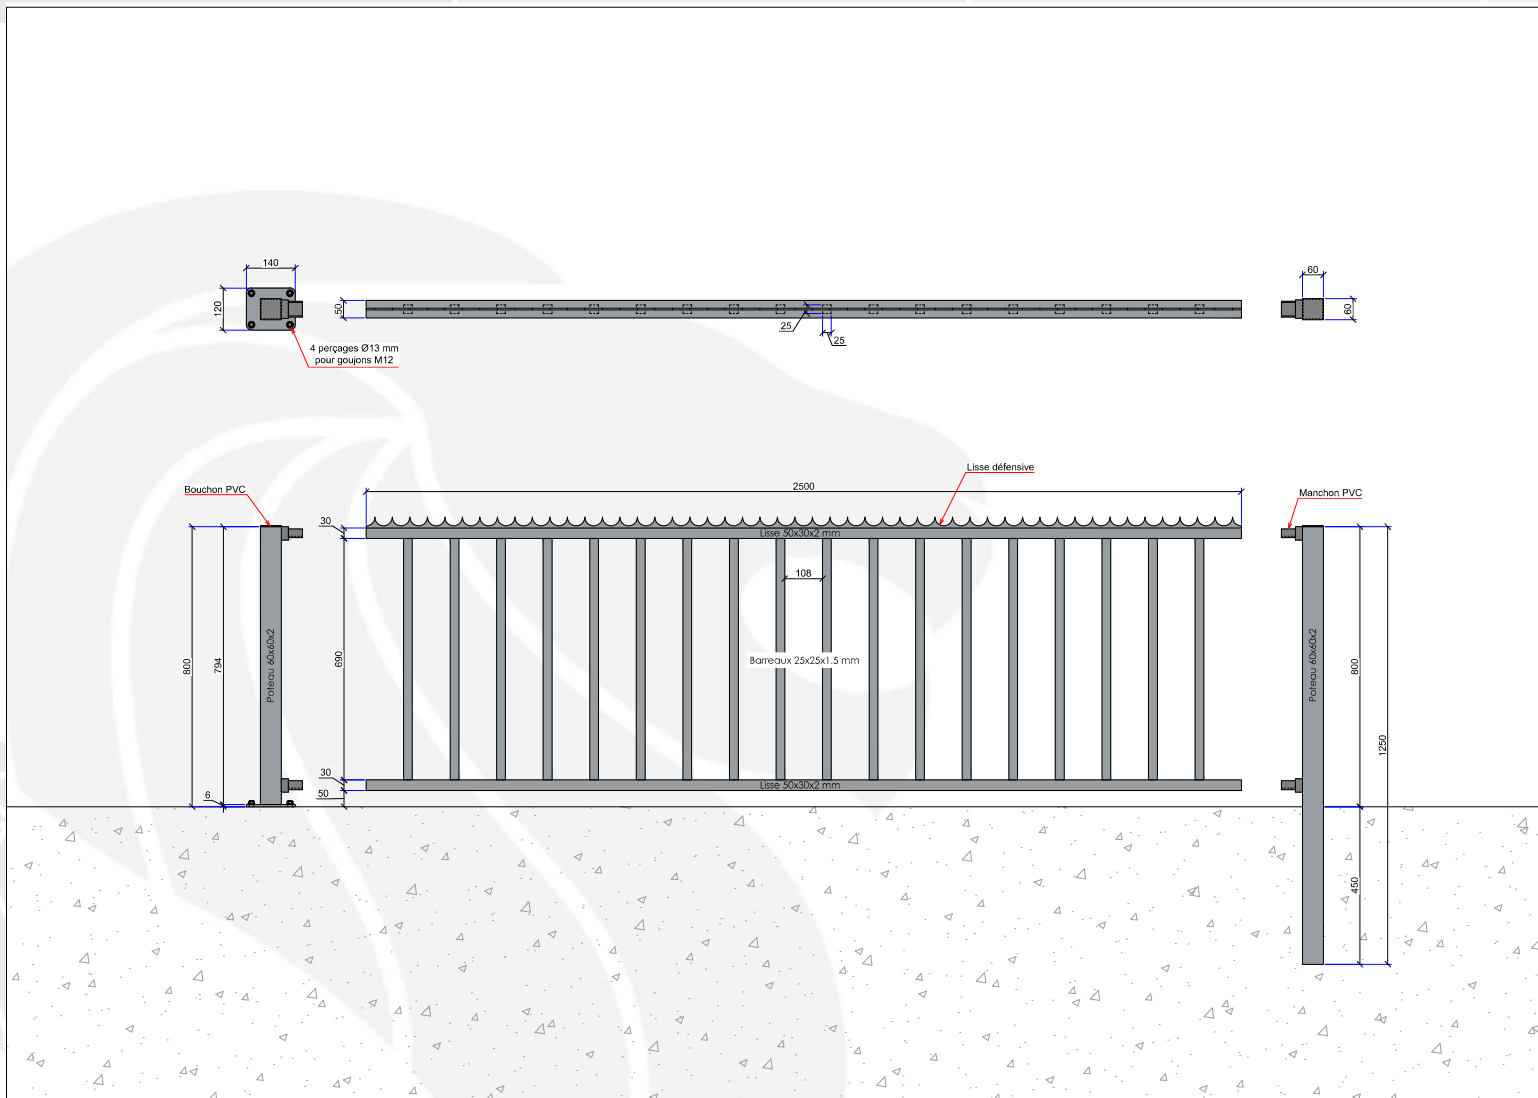 140
120
4 perçages Ø13 mm
pour goujons M12
50
25
25
60
60
Lisse défensive
2500
Bouchon PVC
Manchon PVC
30
Lisse 50x30x2 mm
108
690
Barreaux 25x25x1.5 mm
800
794
Poteau 60x60x2
6
30
50
Lisse 50x30x2 mm
Poteau 60x60x2
800
1250
450